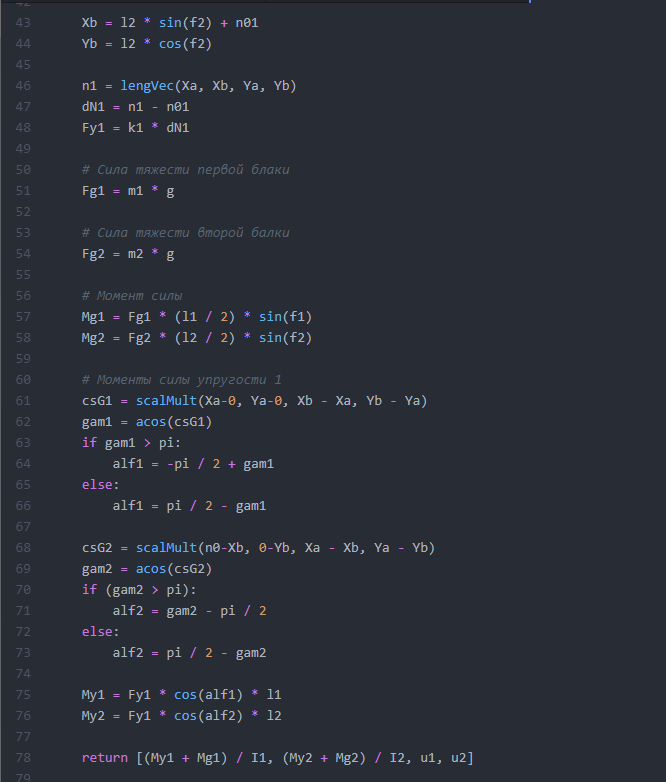 43 Xb = l2 * sin(f2) + n01
44 Yb = l2 * cos(f2)
45
46 n1 = lengVec(Xa, Xb, Ya, Yb)
47 dN1 = n1 - n01
48 Fy1 = k1 * dN1
49
50 # Сила тяжести первой блаки
51 Fg1 = m1 * g
52
53 # Сила тяжести второй балки
54 Fg2 = m2 * g
55
56 # Момент силы
57 Mg1 = Fg1 * (l1 / 2) * sin(f1)
58 Mg2 = Fg2 * (l2 / 2) * sin(f2)
59
60 # Моменты силы упругости 1
61 csG1 = scalMult(Xa-0, Ya-0, Xb - Xa, Yb - Ya)
62 gam1 = acos(csG1)
63 if gam1 > pi:
64 alf1 = -pi / 2 + gam1
65 else:
66 alf1 = pi / 2 - gam1
67
68 csG2 = scalMult(n0-Xb, 0-Yb, Xa - Xb, Ya - Yb)
69 gam2 = acos(csG2)
70 if (gam2 > pi):
71 alf2 = gam2 - pi / 2
72 else:
73 alf2 = pi / 2 - gam2
74
75 My1 = Fy1 * cos(alf1) * l1
76 My2 = Fy1 * cos(alf2) * l2
77
78 return [(My1 + Mg1) / I1, (My2 + Mg2) / I2, u1, u2]
79